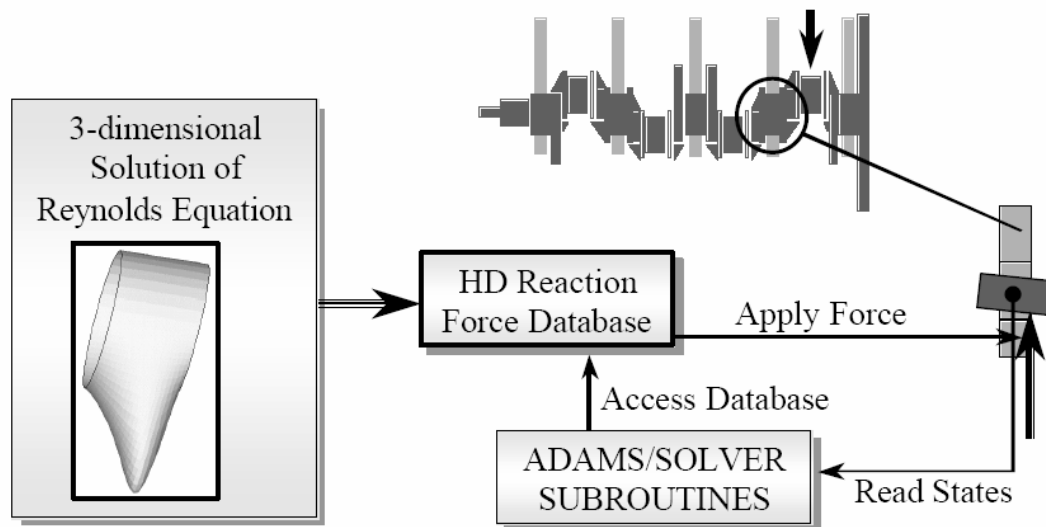 3-dimensional
Solution of
Reynolds Equation
HD Reaction
Force Database
Apply Force
Access Database
ADAMS/SOLVER
SUBROUTINES
Read States